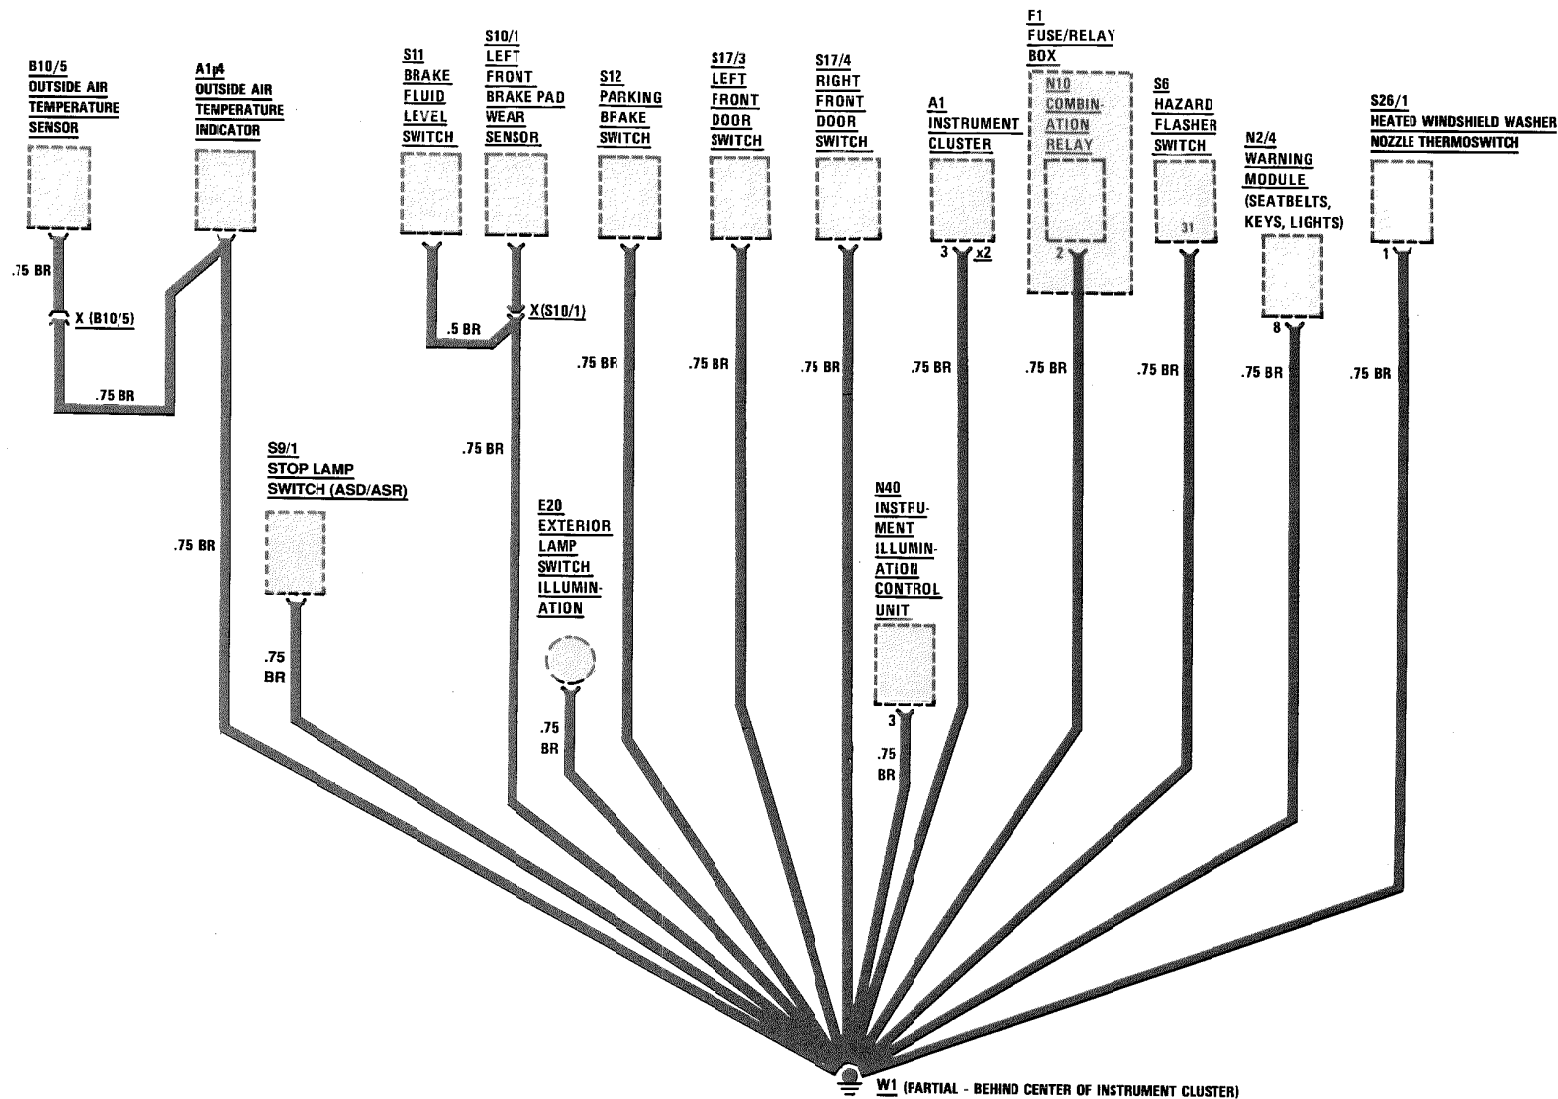 B10/5
OUTSIDE AIR
TEMPERATURE
SENSOR
A1p4
OUTSIDE AIR
TEMPERATURE
INDICATOR
S11
BRAKE
FLUID
LEVEL
SWITCH
S10/1
LEFT
FRONT
BRAKE PAD
WEAR
SENSOR
S12
PARKING
BRAKE
SWITCH
S17/3
LEFT
FRONT
DOOR
SWITCH
S17/4
RIGHT
FRONT
DOOR
SWITCH
A1
INSTRUMENT
CLUSTER
F1
FUSE/RELAY
BOX
N10
COMBIN-
ATION
RELAY
S6
HAZARD
FLASHER
SWITCH
N2/4
WARNING
MODULE
(SEATBELTS,
KEYS, LIGHTS)
S26/1
HEATED WINDSHIELD WASHER
NOZZLE THERMOSWITCH
31
3
x2
2
1
8
.75 BR
X (B10'5)
.75 BR
X(S10/1)
.5 BR
.75 BR
.75 BR
.75 BR
.75 BR
.75 BR
.75 BR
.75 BR
.75 BR
.75 BR
S9/1
STOP LAMP
SWITCH (ASD/ASR)
.75 BR
.75
BR
E20
EXTERIOR
LAMP
SWITCH
ILLUMIN-
ATION
.75
BR
N40
INSTRU-
MENT
ILLUMIN-
ATION
CONTROL
UNIT
3
.75
BR
W1 (PARTIAL - BEHIND CENTER OF INSTRUMENT CLUSTER)